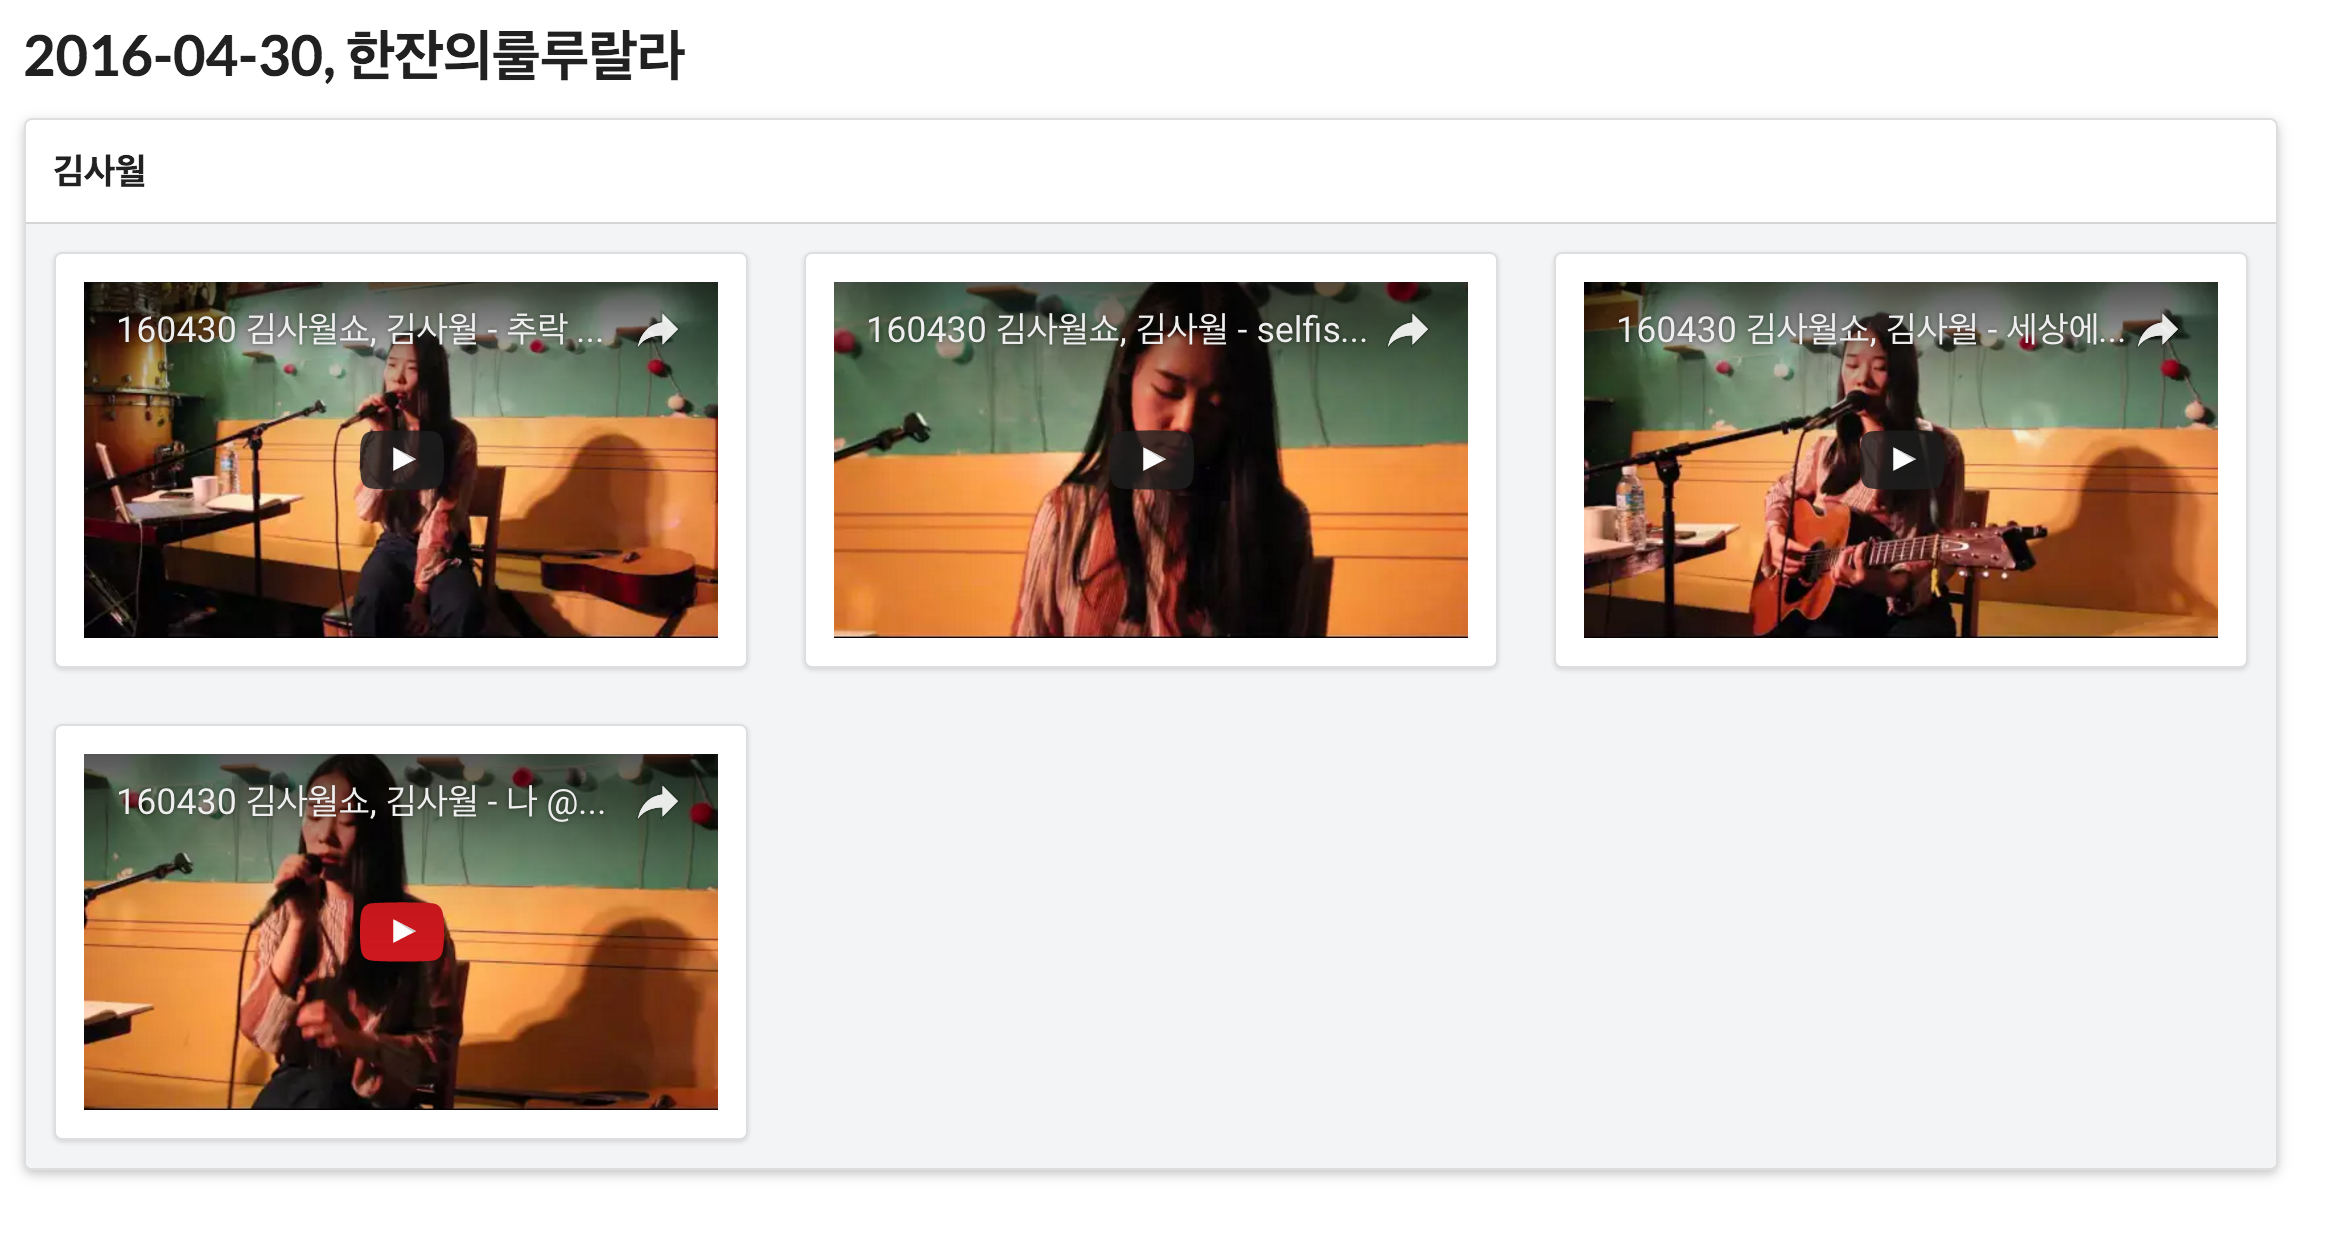 2016-04-30, 한잔의룰루랄라
김사월
160430 김사월쇼, 김사월 - 추락 ...
160430 김사월쇼, 김사월 - selfis...
160430 김사월쇼, 김사월 - 세상에...
160430 김사월쇼, 김사월 - 나 @...